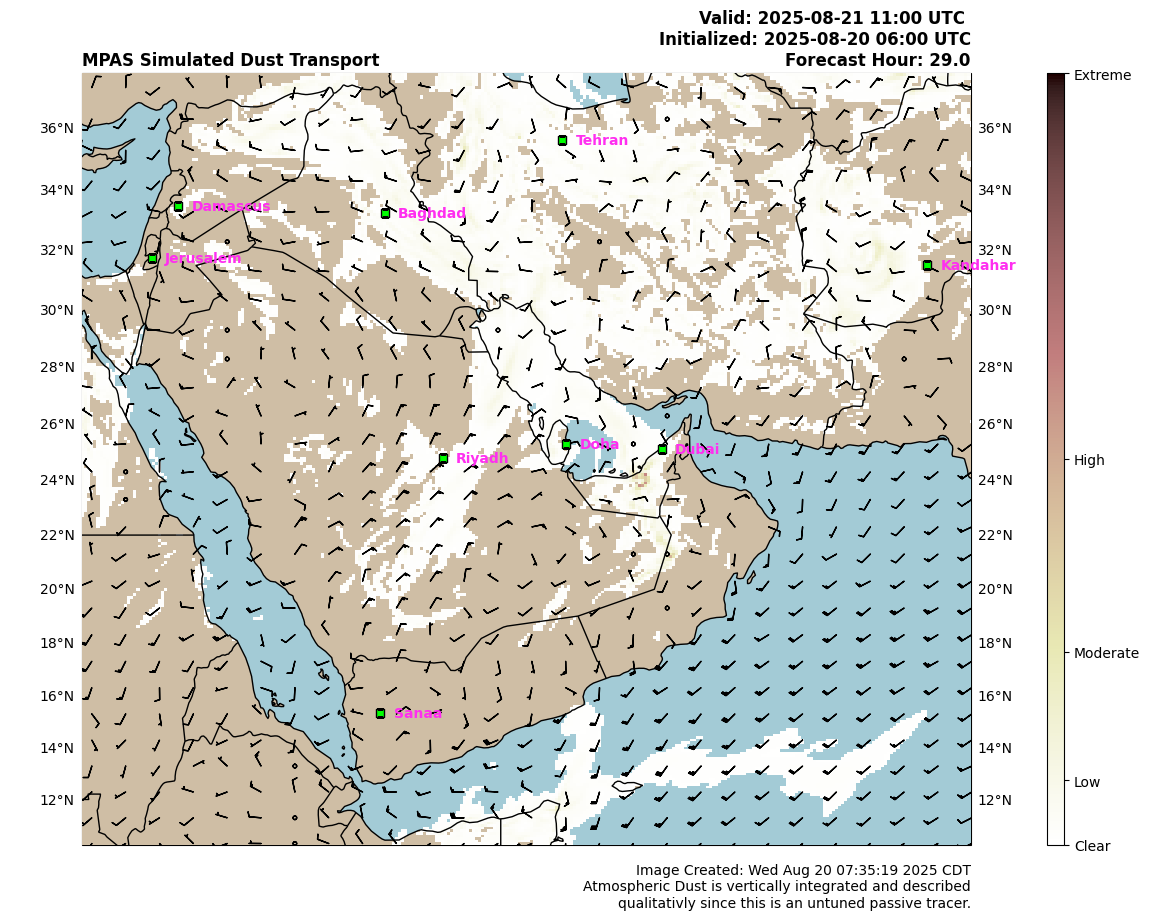 Valid: 2025-08-21 11:00 UTC
Initialized: 2025-08-20 06:00 UTC
MPAS Simulated Dust Transport
Forecast Hour: 29.0
Extreme
High
Moderate
Low
Clear
36°N
34°N
32°N
30°N
28°N
26°N
24°N
22°N
20°N
18°N
16°N
14°N
12°N
36°N
34°N
32°N
30°N
28°N
26°N
24°N
22°N
20°N
18°N
16°N
14°N
12°N
Tehran
Damascus
Baghdad
Jerusalem
Kandahar
Doha
Dubai
Riyadh
Sanaa
Image Created: Wed Aug 20 07:35:19 2025 CDT
Atmospheric Dust is vertically integrated and described
qualitativly since this is an untuned passive tracer.